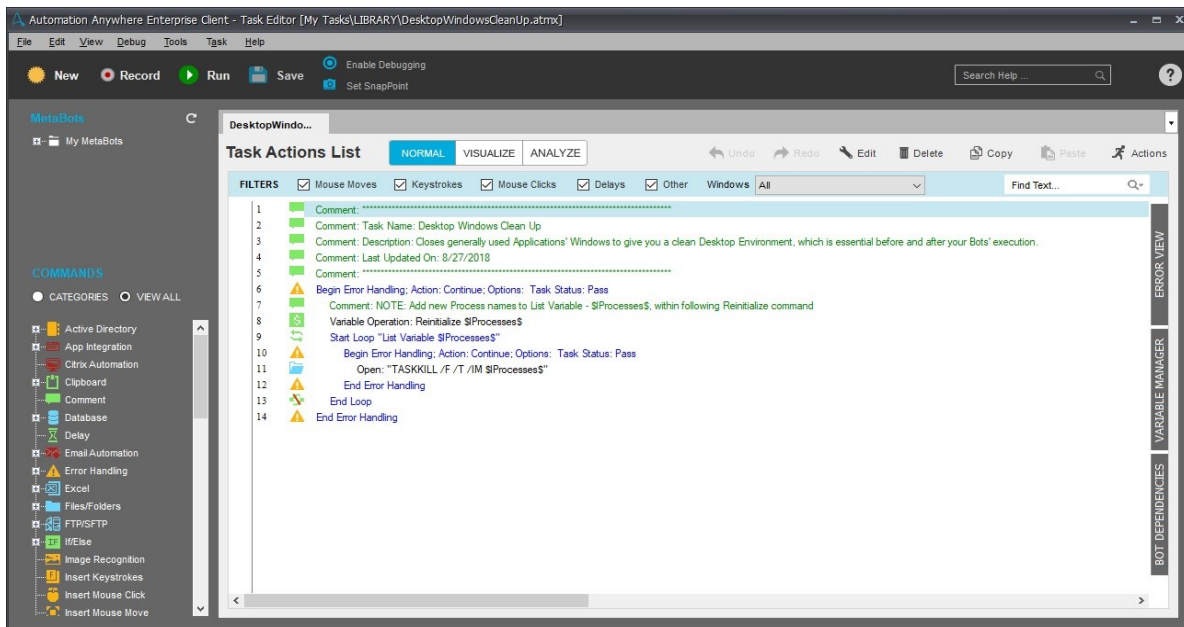 Automation Anywhere Enterprise Client - Task Editor [My Tasks\LIBRARY\DesktopWindowsCleanUp.atmx]
File Edit View Debug Tools Task Help
New Record Run Save
Enable Debugging
Set SnapPoint
Search Help ...
?
MetaBots
My MetaBots
DesktopWindo...
Task Actions List NORMAL VISUALIZE ANALYZE Undo Redo Edit Delete Copy Paste Actions
FILTERS Mouse Moves Keystrokes Mouse Clicks Delays Other Windows All Find Text...
1 Comment:
2 Comment: Task Name: Desktop Windows Clean Up
3 Comment: Description: Closes generally used Applications' Windows to give you a clean Desktop Environment, which is essential before and after your Bots' execution.
4 Comment: Last Updated On: 8/27/2018
5 Comment:
6 Begin Error Handling; Action: Continue; Options: Task Status: Pass
7 Comment: NOTE: Add new Process names to List Variable - $lProcesses$, within following Reinitialize command
8 Variable Operation: Reinitialize $lProcesses$
9 Start Loop "List Variable $lProcesses$"
10 Begin Error Handling; Action: Continue; Options: Task Status: Pass
11 Open: "TASKKILL /F /T /IM $lProcesses$"
12 End Error Handling
13 End Loop
14 End Error Handling
ERROR VIEW
VARIABLE MANAGER
BOT DEPENDENCIES
COMMANDS
CATEGORIES VIEW ALL
Active Directory
App Integration
Citrix Automation
Clipboard
Comment
Database
Delay
Email Automation
Error Handling
Excel
Files/Folders
FTP/SFTP
IF If/Else
Image Recognition
Insert Keystrokes
Insert Mouse Click
Insert Mouse Move